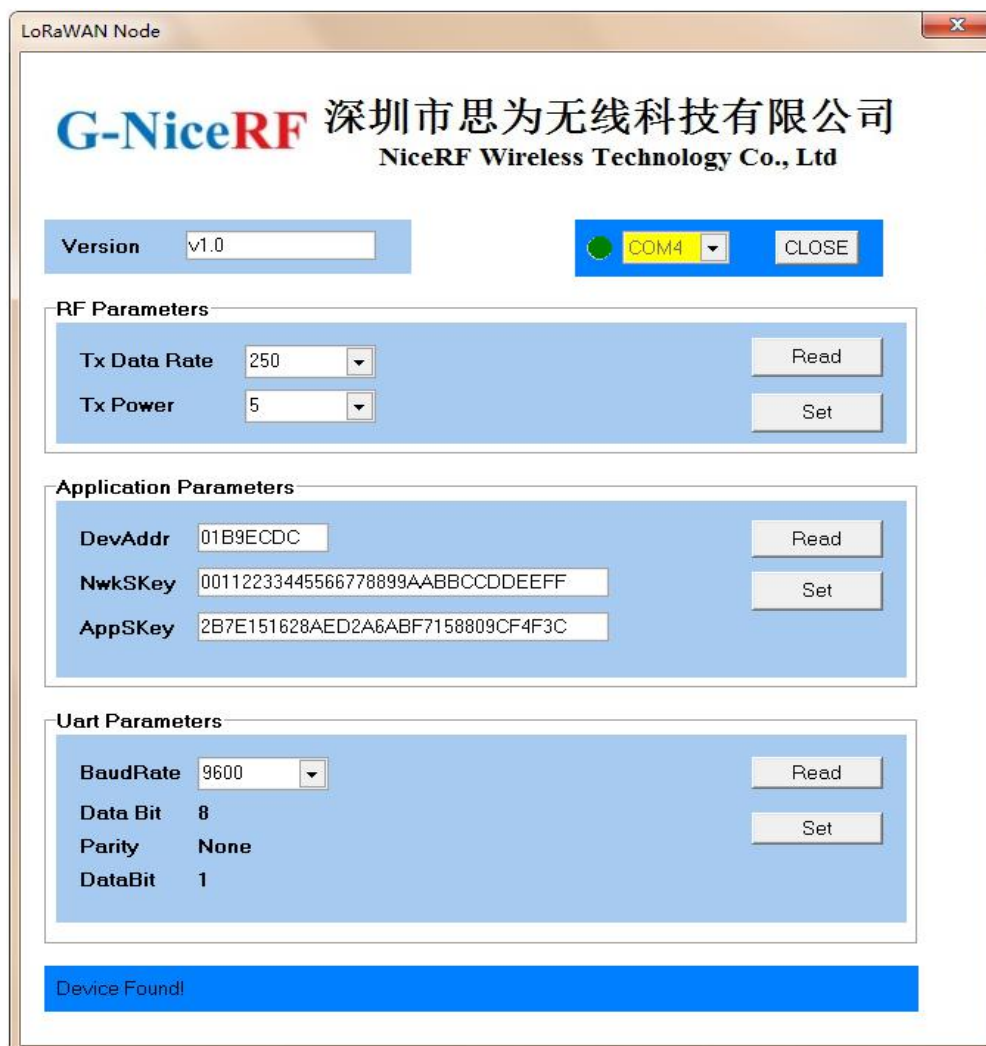 LoRaWAN Node
G-NiceRF 深圳市思为无线科技有限公司
NiceRF Wireless Technology Co., Ltd
Version v1.0 COM4 CLOSE
RF Parameters
Tx Data Rate 250 Read
Tx Power 5 Set
Application Parameters
DevAddr 01B9ECDC Read
NwkSKey 00112233445566778899AABBCCDDEEFF Set
AppSKey 2B7E151628AED2A6ABF7158809CF4F3C
Uart Parameters
BaudRate 9600 Read
Data Bit 8
Set
Parity None
DataBit 1
Device Found!